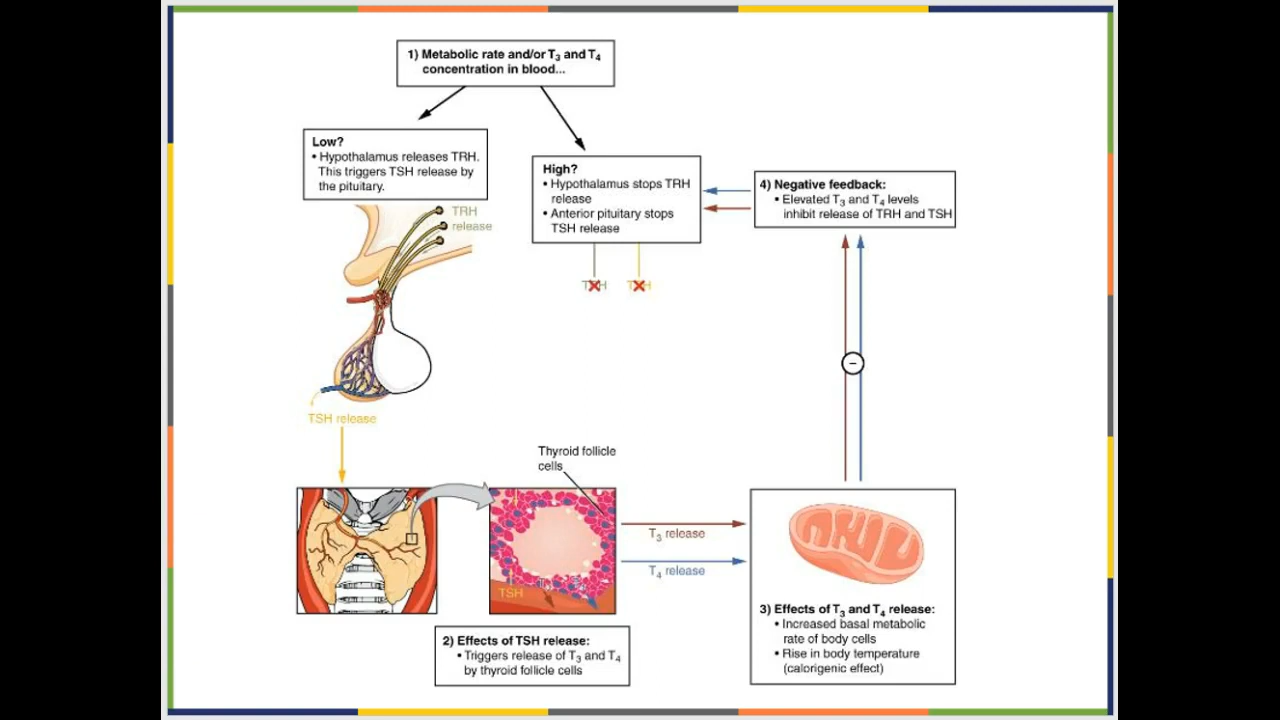 1) Metabolic rate and/or T₃ and T₄
concentration in blood...
Low?
• Hypothalamus releases TRH.
This triggers TSH release by
the pituitary.
High?
• Hypothalamus stops TRH
release
• Anterior pituitary stops
TSH release
4) Negative feedback:
• Elevated T₃ and T₄ levels
inhibit release of TRH and TSH
TRH
release
TSH release
–
Thyroid follicle
cells
T₃ release
T₄ release
TSH
2) Effects of TSH release:
• Triggers release of T₃ and T₄
by thyroid follicle cells
3) Effects of T₃ and T₄ release:
• Increased basal metabolic
rate of body cells
• Rise in body temperature
(calorigenic effect)